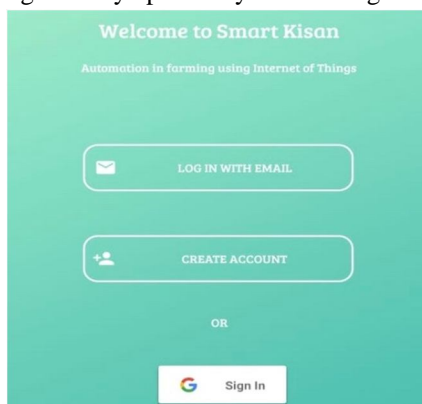 Welcome to Smart Kisan
Automation in farming using Internet of Things
LOG IN WITH EMAIL
CREATE ACCOUNT
OR
Sign In